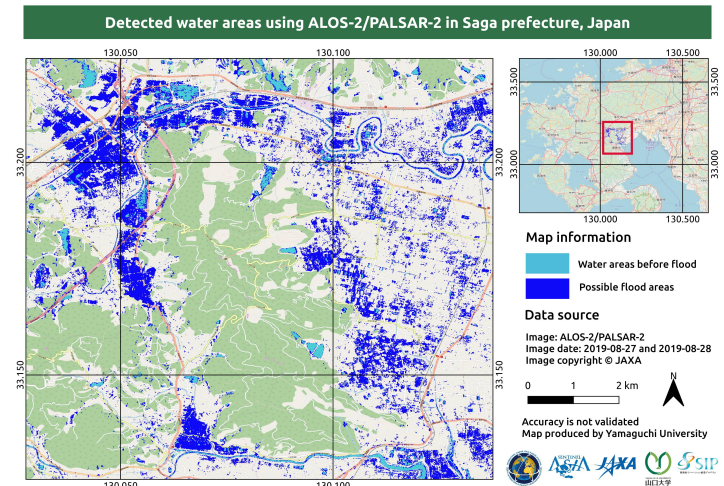 Detected water areas using ALOS-2/PALSAR-2 in Saga prefecture, Japan
130.050 130.100
33.200 33.200
33.150 33.150
130.050 130.100
130.000 130.500
33.500 33.500
33.000 33.000
130.000 130.500
Map information
Water areas before flood
Possible flood areas
Data source
Image: ALOS-2/PALSAR-2
Image date: 2019-08-27 and 2019-08-28
Image copyright © JAXA
0 1 2 km
N
Accuracy is not validated
Map produced by Yamaguchi University
SENTINEL
ASIA
JAXA
山口大学
SIP